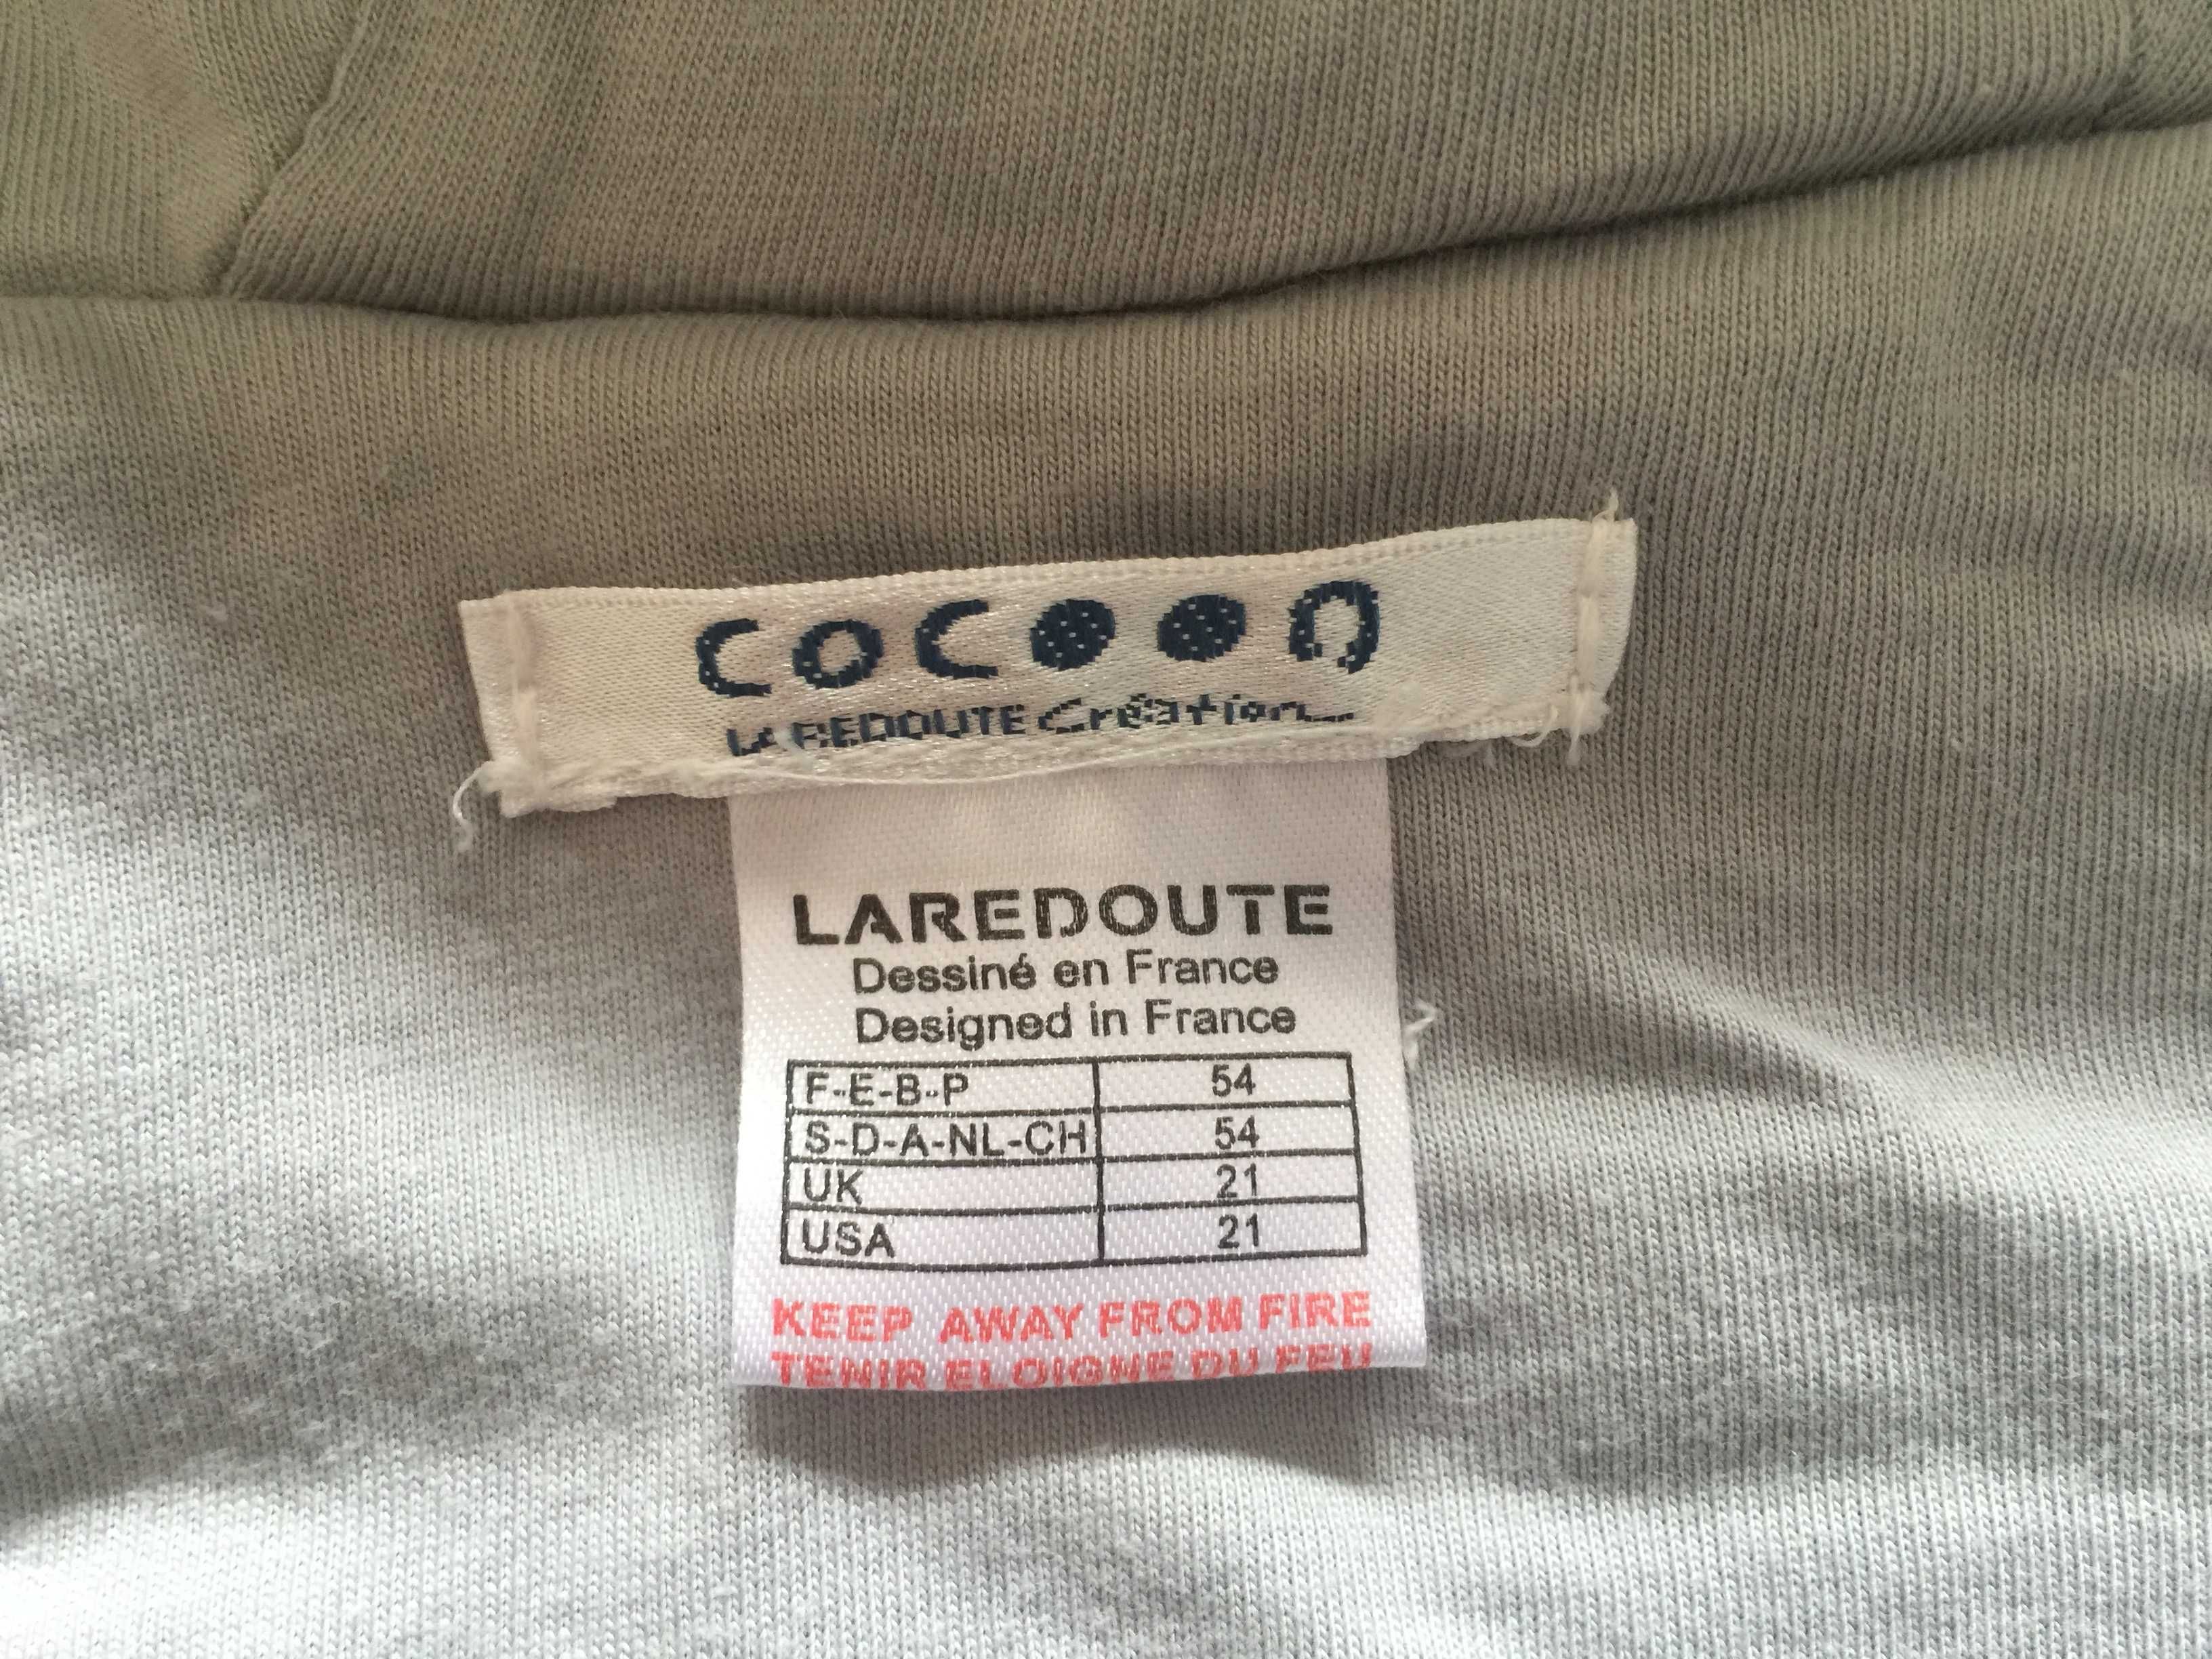 cocoon
LA REDOUTE Création
LAREDOUTE
Dessiné en France
Designed in France
F-E-B-P 54
S-D-A-NL-CH 54
UK 21
USA 21
KEEP AWAY FROM FIRE
TENIR ELOIGNE DU FEU